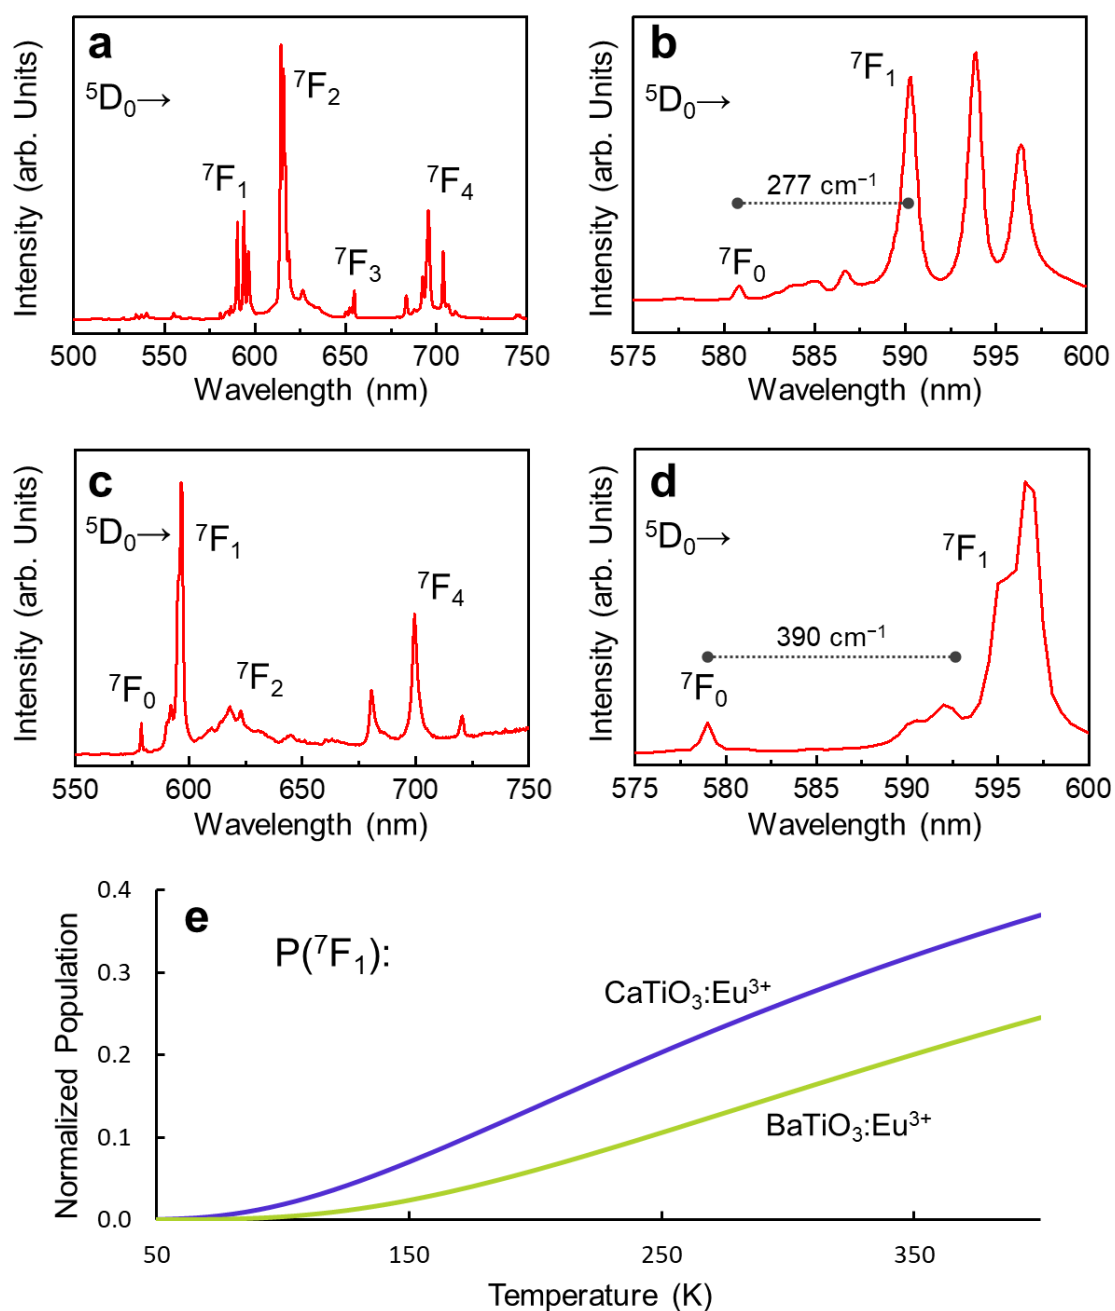 a
⁵D₀→
⁷F₁
⁷F₂
⁷F₃
⁷F₄
Intensity (arb. Units)
500 550 600 650 700 750
Wavelength (nm)
b
⁵D₀→
⁷F₁
277 cm⁻¹
⁷F₀
Intensity (arb. Units)
575 580 585 590 595 600
Wavelength (nm)
c
⁵D₀→
⁷F₁
⁷F₄
⁷F₀
⁷F₂
Intensity (arb. Units)
550 600 650 700 750
Wavelength (nm)
d
⁵D₀→
⁷F₁
390 cm⁻¹
⁷F₀
Intensity (arb. Units)
575 580 585 590 595 600
Wavelength (nm)
e
P(⁷F₁):
CaTiO₃:Eu³⁺
BaTiO₃:Eu³⁺
Normalized Population
0.4
0.3
0.2
0.1
0.0
50 150 250 350
Temperature (K)